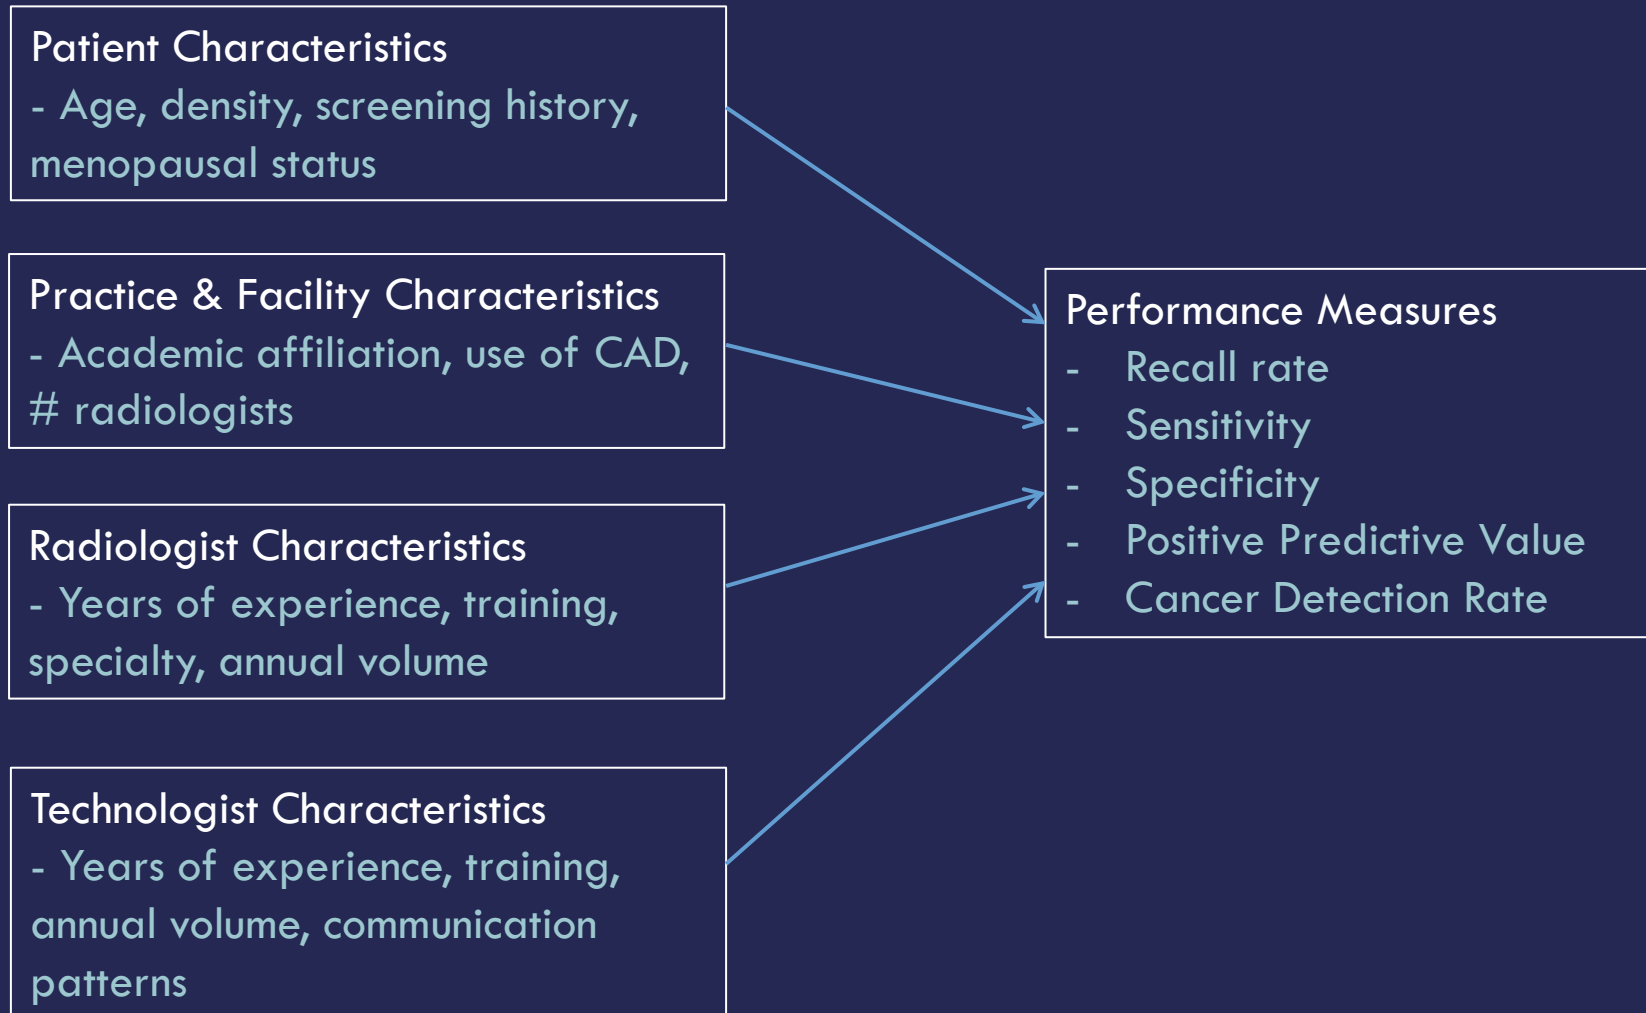 Patient Characteristics
- Age, density, screening history,
menopausal status
Practice & Facility Characteristics
- Academic affiliation, use of CAD,
# radiologists
Radiologist Characteristics
- Years of experience, training,
specialty, annual volume
Technologist Characteristics
- Years of experience, training,
annual volume, communication
patterns
Performance Measures
- Recall rate
- Sensitivity
- Specificity
- Positive Predictive Value
- Cancer Detection Rate